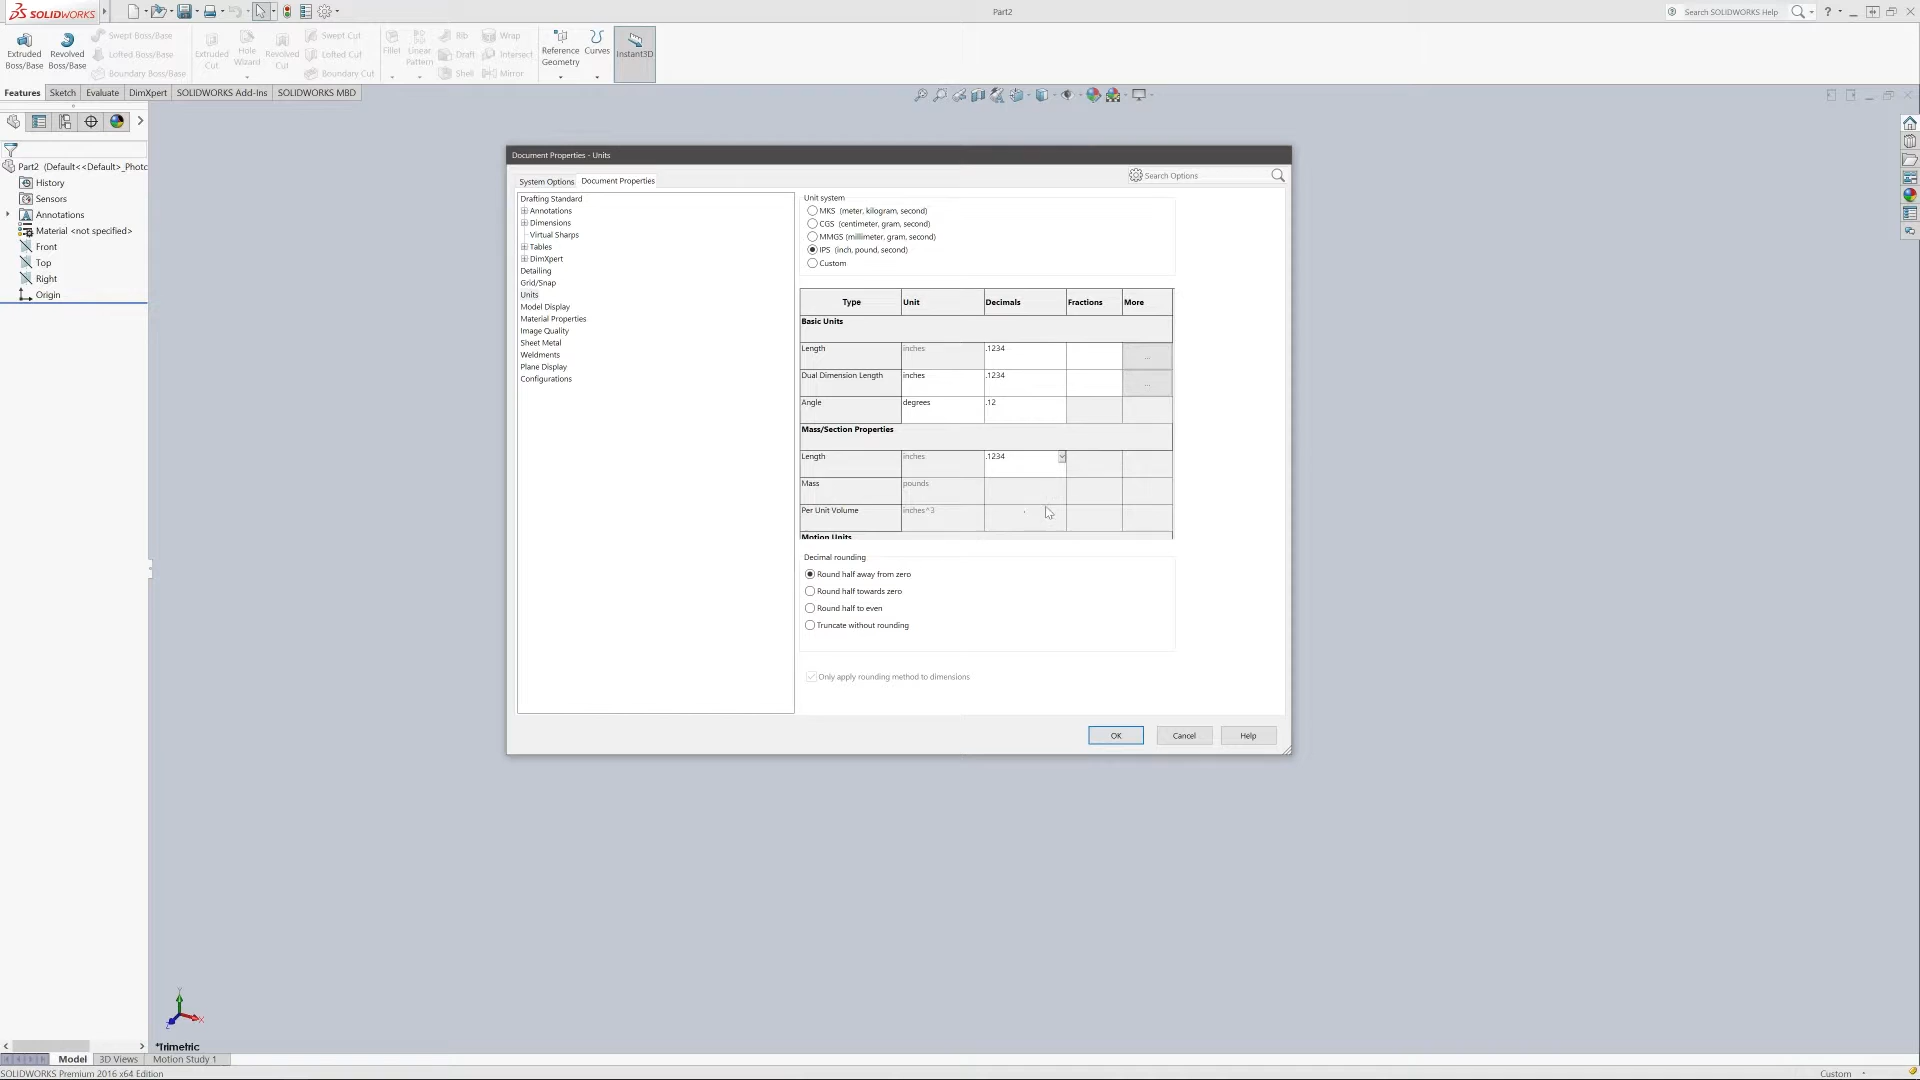 SOLIDWORKS
Part2
Search SOLIDWORKS Help
?
Extruded Boss/Base
Revolved Boss/Base
Swept Boss/Base
Lofted Boss/Base
Boundary Boss/Base
Extruded Cut
Hole Wizard
Revolved Cut
Swept Cut
Lofted Cut
Boundary Cut
Fillet
Linear Pattern
Rib
Draft
Shell
Wrap
Intersect
Mirror
Reference Geometry
Curves
Instant3D
Features Sketch Evaluate DimXpert SOLIDWORKS Add-Ins SOLIDWORKS MBD
Part2 (Default<<Default>_Photo
History
Sensors
Annotations
Material <not specified>
Front
Top
Right
Origin
Document Properties - Units
System Options Document Properties
Search Options
Drafting Standard
Annotations
Dimensions
Virtual Sharps
Tables
DimXpert
Detailing
Grid/Snap
Units
Model Display
Material Properties
Image Quality
Sheet Metal
Weldments
Plane Display
Configurations
Unit system
MKS (meter, kilogram, second)
CGS (centimeter, gram, second)
MMGS (millimeter, gram, second)
IPS (inch, pound, second)
Custom
Type Unit Decimals Fractions More
Basic Units
Length inches .1234 ...
Dual Dimension Length inches .1234 ...
Angle degrees .12
Mass/Section Properties
Length inches .1234
Mass pounds
Per Unit Volume inches^3
Motion Units
Decimal rounding
Round half away from zero
Round half towards zero
Round half to even
Truncate without rounding
Only apply rounding method to dimensions
OK Cancel Help
Y
X
Z
*Trimetric
Model 3D Views Motion Study 1
SOLIDWORKS Premium 2016 x64 Edition
Custom